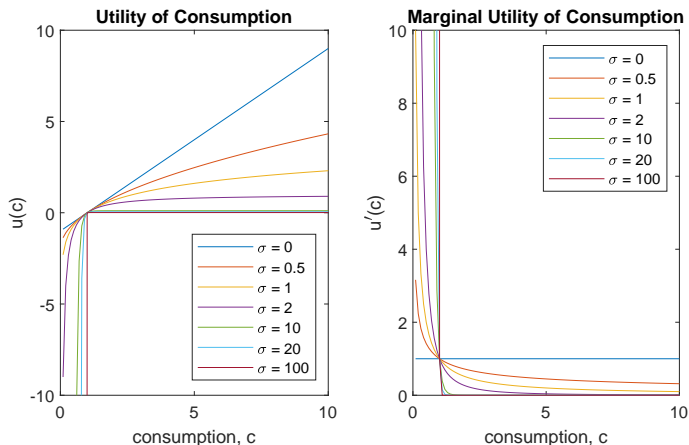 Utility of Consumption
10
5
0
-5
-10
u(c)
0
5
10
consumption, c
σ = 0
σ = 0.5
σ = 1
σ = 2
σ = 10
σ = 20
σ = 100
Marginal Utility of Consumption
10
8
6
4
2
0
u′(c)
0
5
10
consumption, c
σ = 0
σ = 0.5
σ = 1
σ = 2
σ = 10
σ = 20
σ = 100